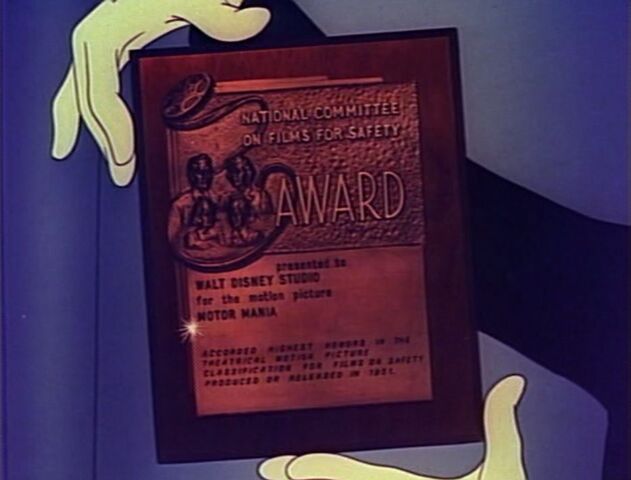 NATIONAL COMMITTEE
ON FILMS FOR SAFETY
AWARD
presented to
WALT DISNEY STUDIO
for the motion picture
MOTOR MANIA
ACCORDED HIGHEST HONORS IN THE
THEATRICAL MOTION PICTURE
CLASSIFICATION FOR FILMS ON SAFETY
PRODUCED OR RELEASED IN 1951.